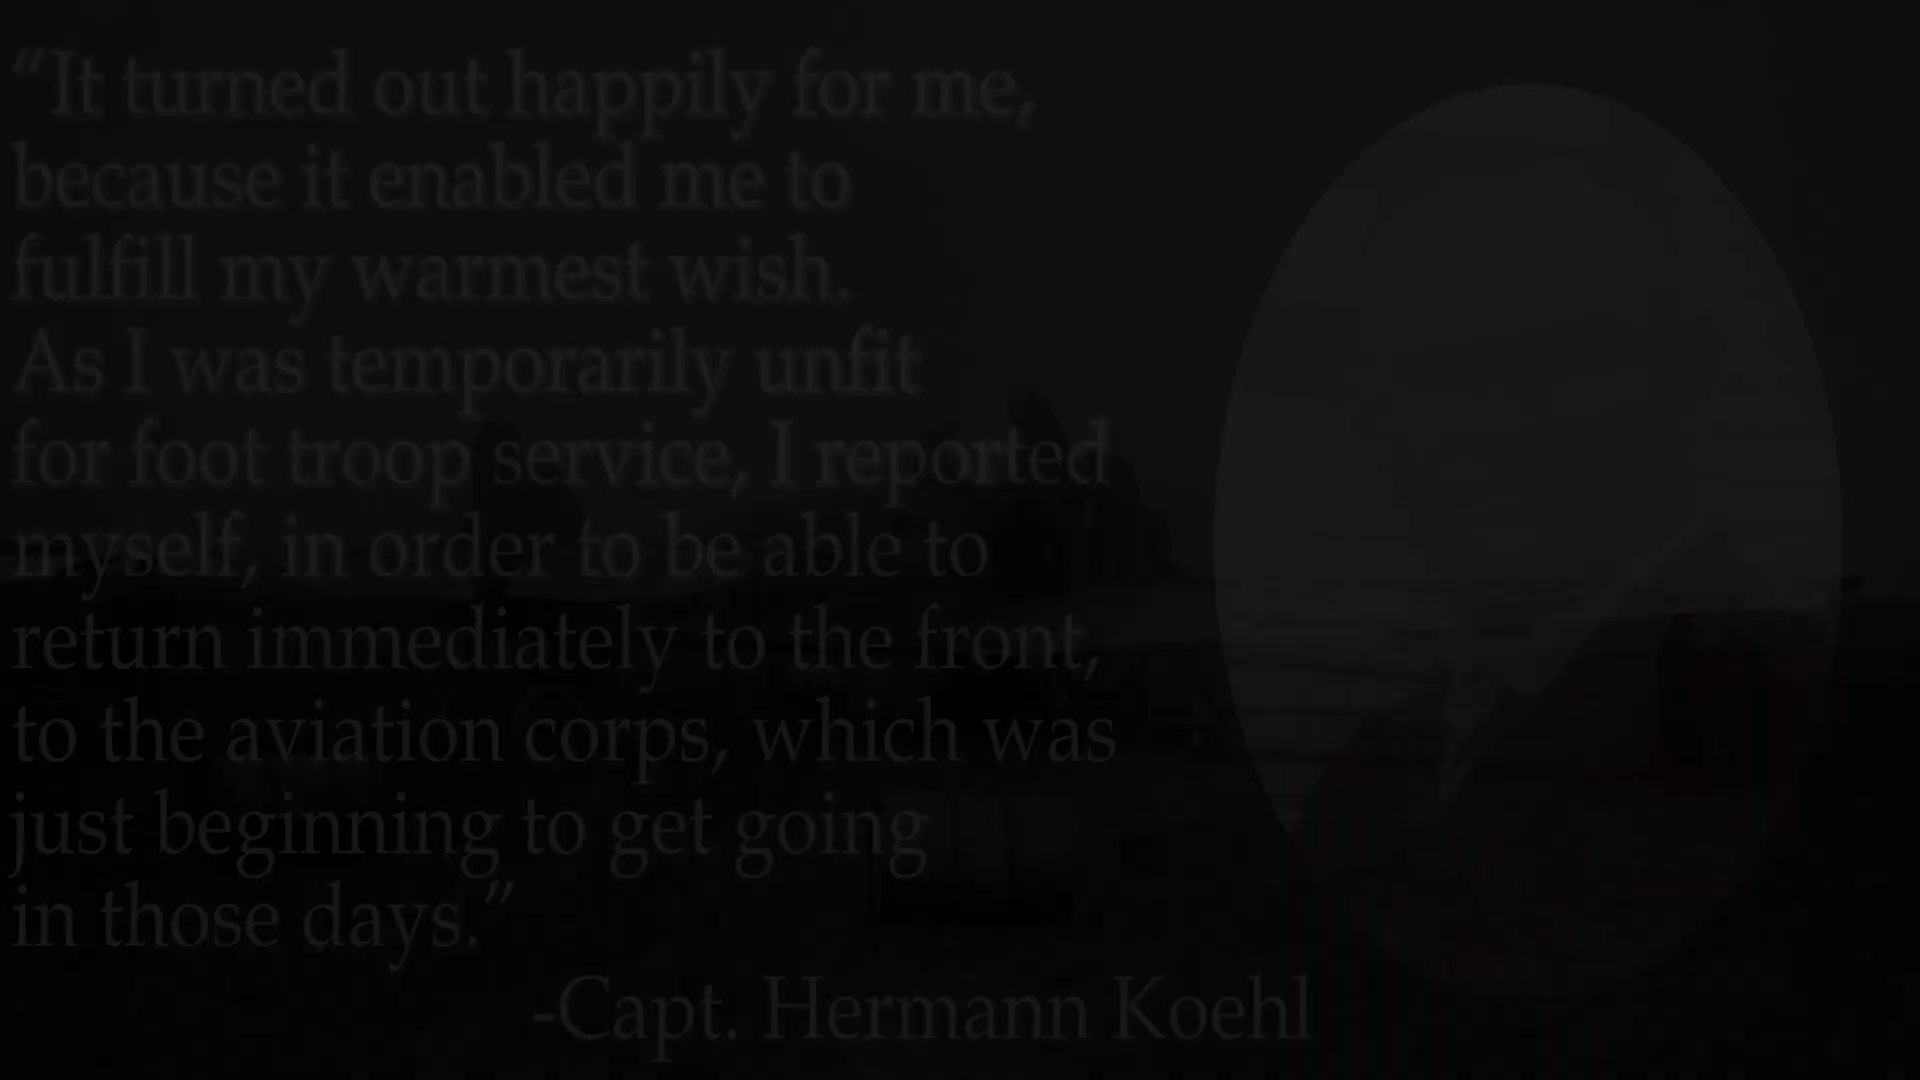 “It turned out happily for me,
because it enabled me to
fulfill my warmest wish.
As I was temporarily unfit
for foot troop service, I reported
myself, in order to be able to
return immediately to the front,
to the aviation corps, which was
just beginning to get going
in those days.”
-Capt. Hermann Koehl